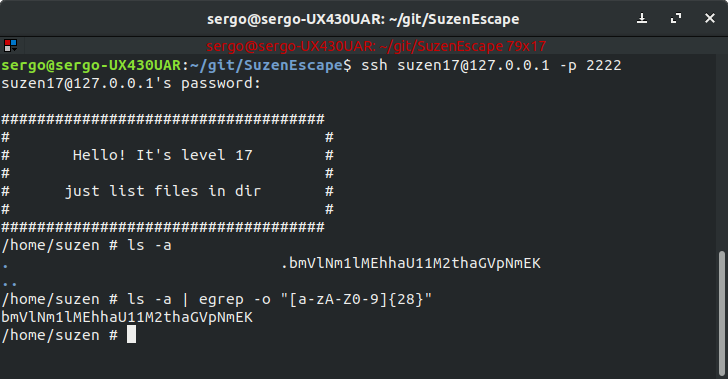 sergo@sergo-UX430UAR: ~/git/SuzenEscape
sergo@sergo-UX430UAR: ~/git/SuzenEscape 79x17
sergo@sergo-UX430UAR:~/git/SuzenEscape$ ssh suzen17@127.0.0.1 -p 2222
suzen17@127.0.0.1's password:
####################################
#                                   #
#       Hello! It's level 17        #
#                                   #
#      just list files in dir       #
#                                   #
####################################
/home/suzen # ls -a
.                              .bmVlNm1lMEhhaU11M2thaGVpNmEK
..
/home/suzen # ls -a | egrep -o "[a-zA-Z0-9]{28}"
bmVlNm1lMEhhaU11M2thaGVpNmEK
/home/suzen #